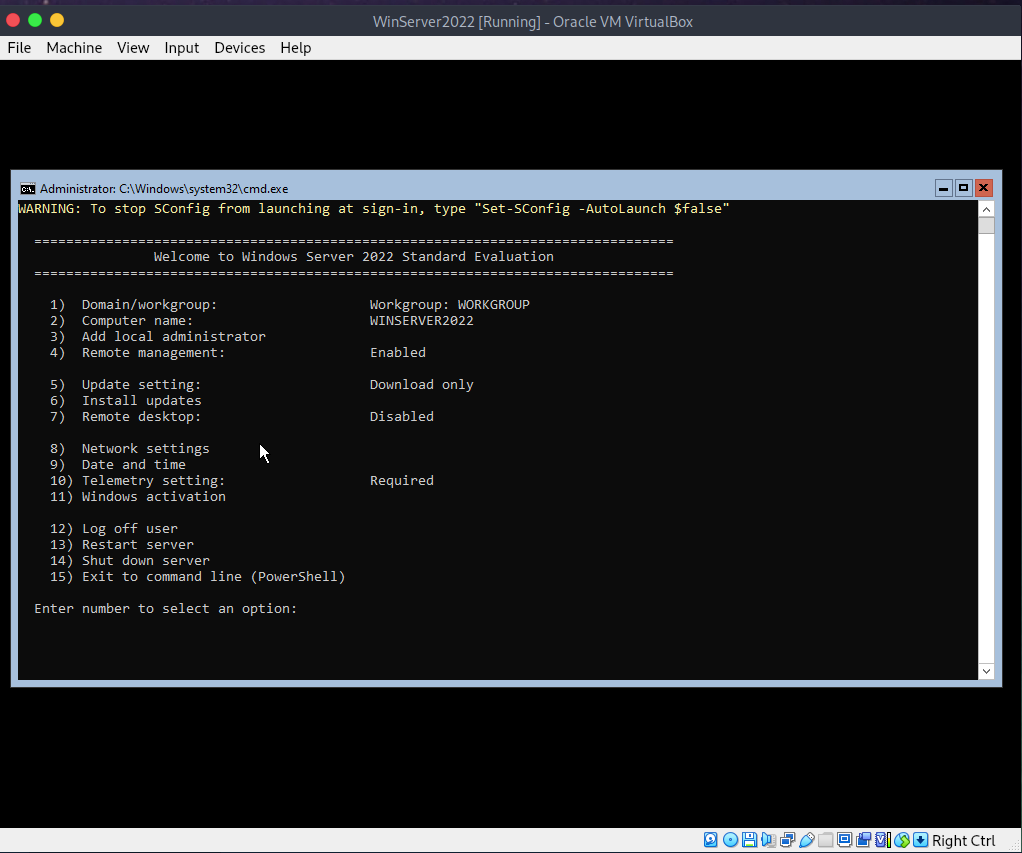 WinServer2022 [Running] - Oracle VM VirtualBox
File Machine View Input Devices Help
Administrator: C:\Windows\system32\cmd.exe
WARNING: To stop SConfig from launching at sign-in, type "Set-SConfig -AutoLaunch $false"
================================================================================
Welcome to Windows Server 2022 Standard Evaluation
================================================================================
1) Domain/workgroup: Workgroup: WORKGROUP
2) Computer name: WINSERVER2022
3) Add local administrator
4) Remote management: Enabled
5) Update setting: Download only
6) Install updates
7) Remote desktop: Disabled
8) Network settings
9) Date and time
10) Telemetry setting: Required
11) Windows activation
12) Log off user
13) Restart server
14) Shut down server
15) Exit to command line (PowerShell)
Enter number to select an option:
Right Ctrl